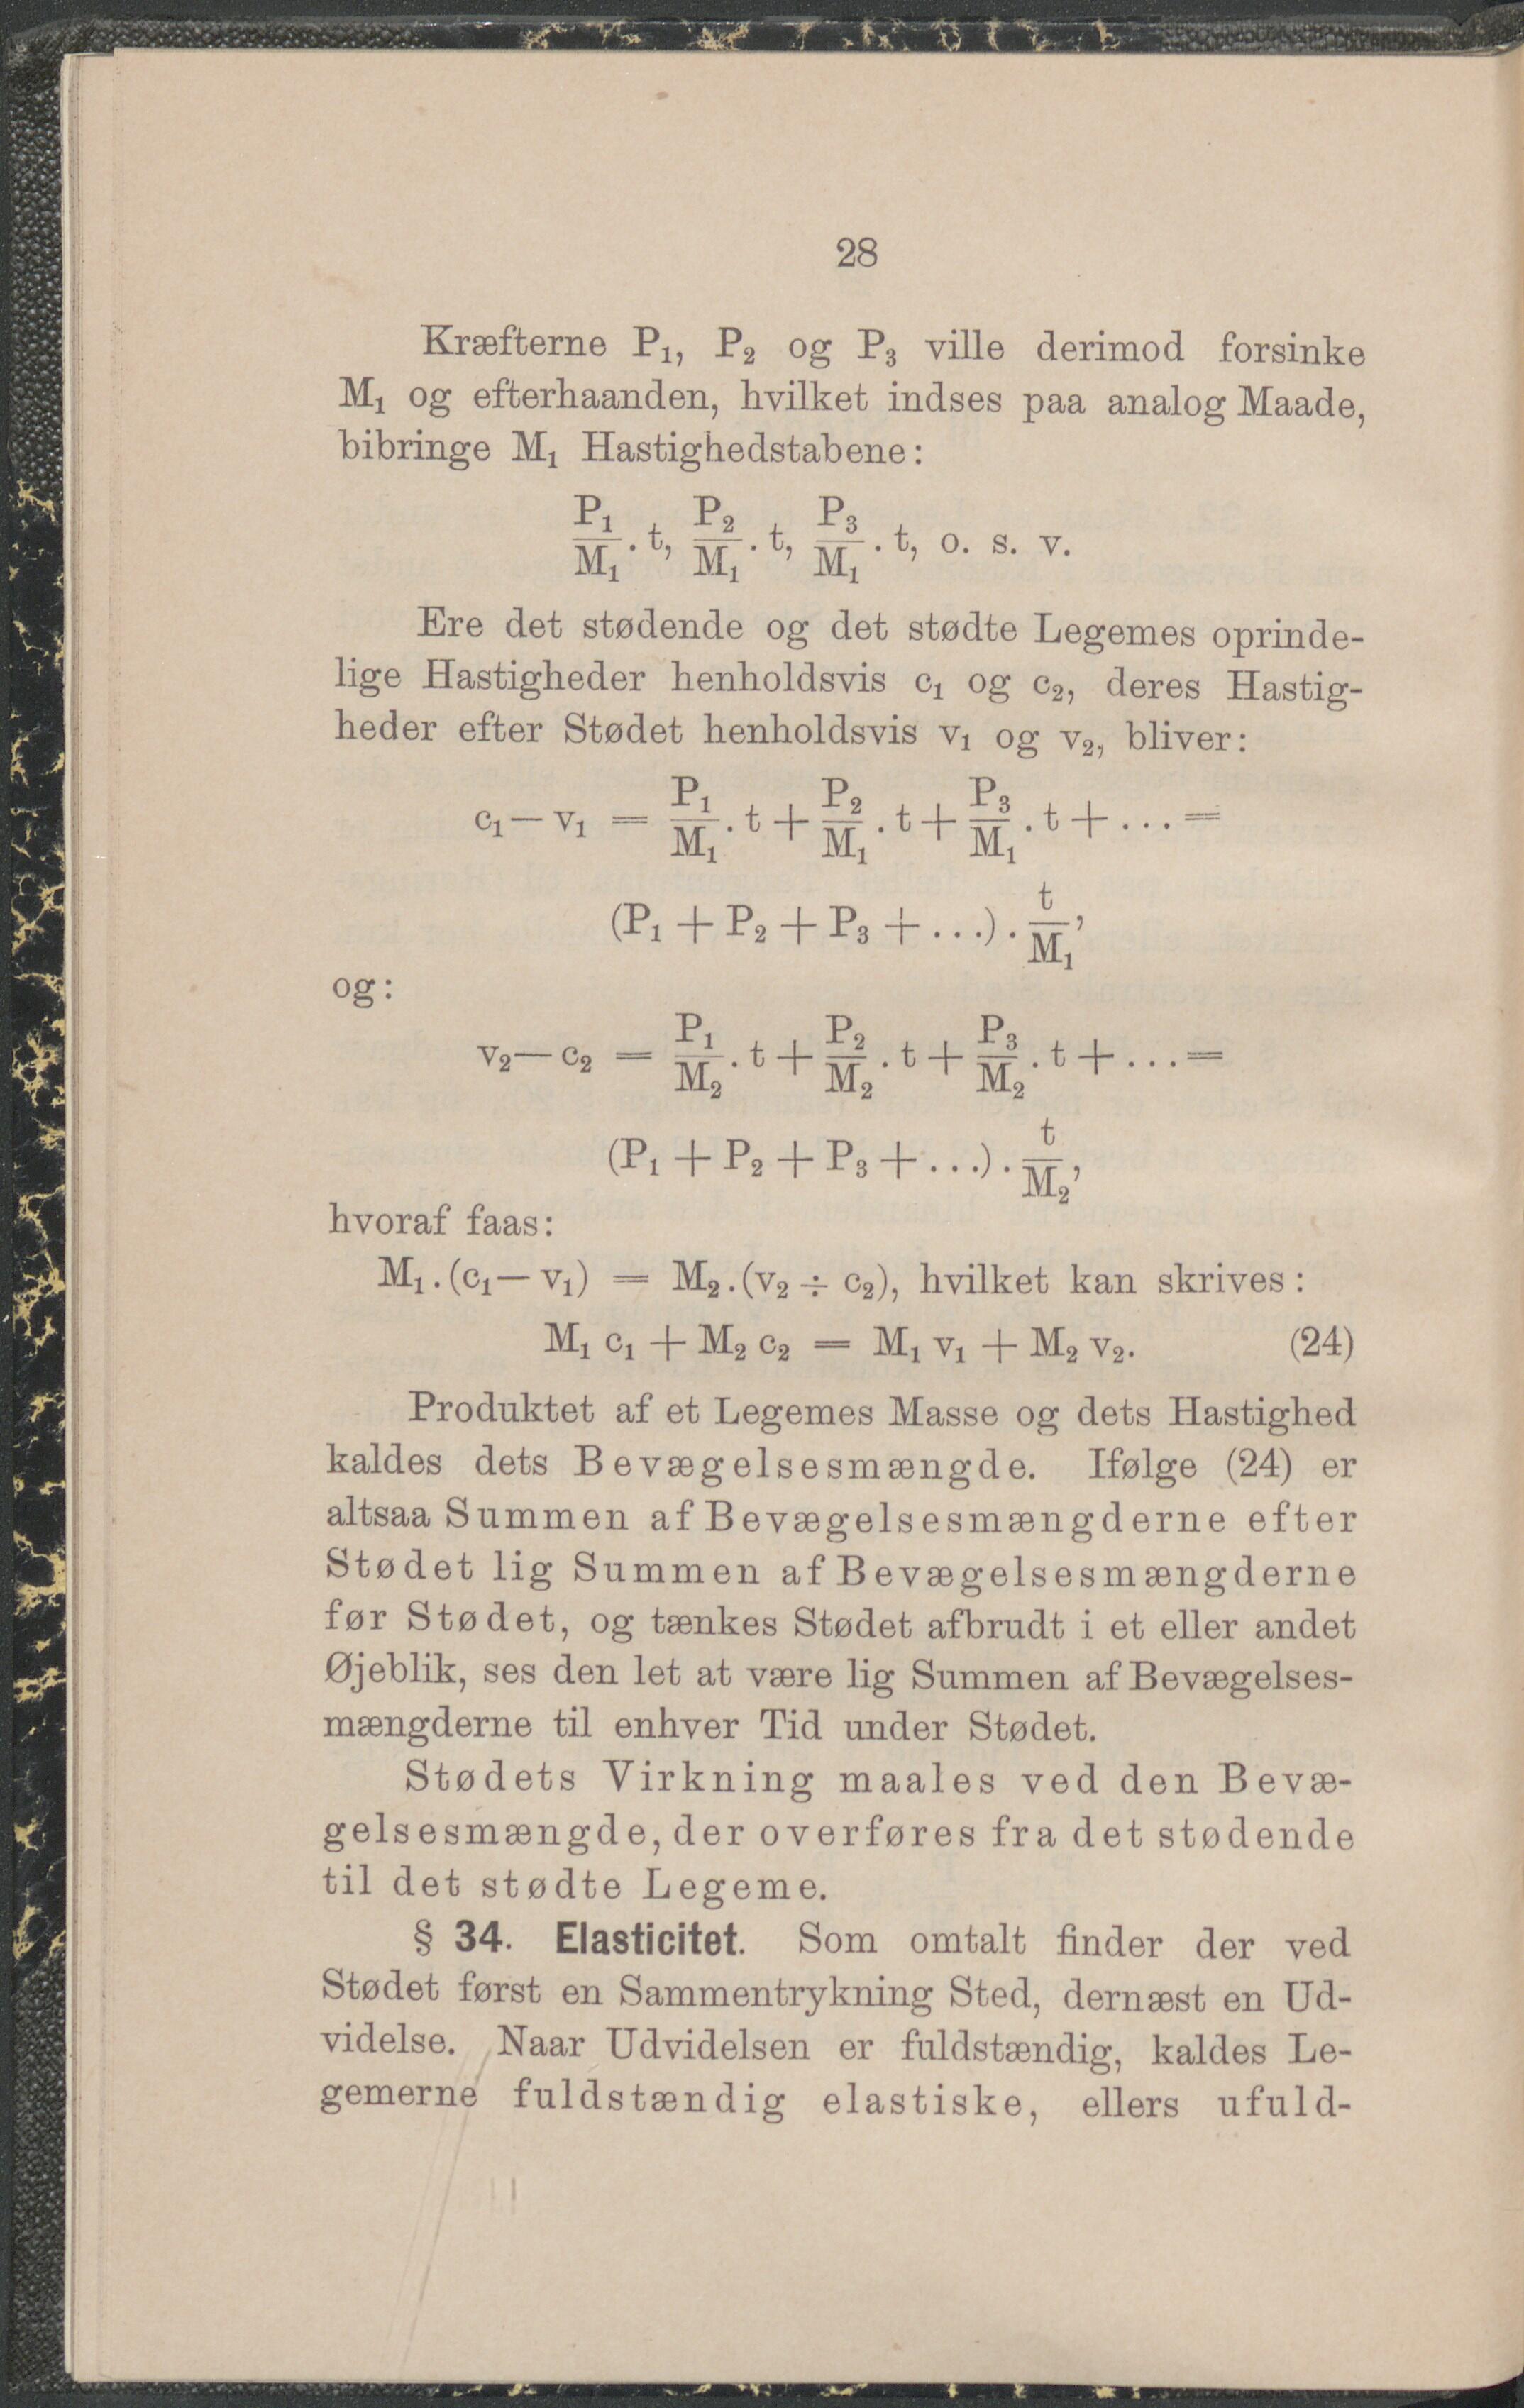 28
Kræfterne P₁, P₂ og P₃ ville derimod forsinke
M₁ og efterhaanden, hvilket indses paa analog Maade,
bibringe M₁ Hastighedstabene:
P₁/M₁ . t, P₂/M₁ . t, P₃/M₁ . t, o. s. v.
Ere det stødende og det stødte Legemes oprinde-
lige Hastigheder henholdsvis c₁ og c₂, deres Hastig-
heder efter Stødet henholdsvis v₁ og v₂, bliver:
c₁ — v₁ = P₁/M₁ . t + P₂/M₁ . t + P₃/M₁ . t + ... =
(P₁ + P₂ + P₃ + ...) . t/M₁,
og:
v₂ — c₂ = P₁/M₂ . t + P₂/M₂ . t + P₃/M₂ . t + ... =
(P₁ + P₂ + P₃ + ...) . t/M₂,
hvoraf faas:
M₁ . (c₁ — v₁) = M₂ . (v₂ ÷ c₂), hvilket kan skrives:
M₁ c₁ + M₂ c₂ = M₁ v₁ + M₂ v₂. (24)
Produktet af et Legemes Masse og dets Hastighed
kaldes dets Bevægelsesmængde. Ifølge (24) er
altsaa Summen af Bevægelsesmængderne efter
Stødet lig Summen af Bevægelsesmængderne
før Stødet, og tænkes Stødet afbrudt i et eller andet
Øjeblik, ses den let at være lig Summen af Bevægelses-
mængderne til enhver Tid under Stødet.
Stødets Virkning maales ved den Bevæ-
gelsesmængde, der overføres fra det stødende
til det stødte Legeme.
§ 34. Elasticitet. Som omtalt finder der ved
Stødet først en Sammentrykning Sted, dernæst en Ud-
videlse. Naar Udvidelsen er fuldstændig, kaldes Le-
gemerne fuldstændig elastiske, ellers ufuld-